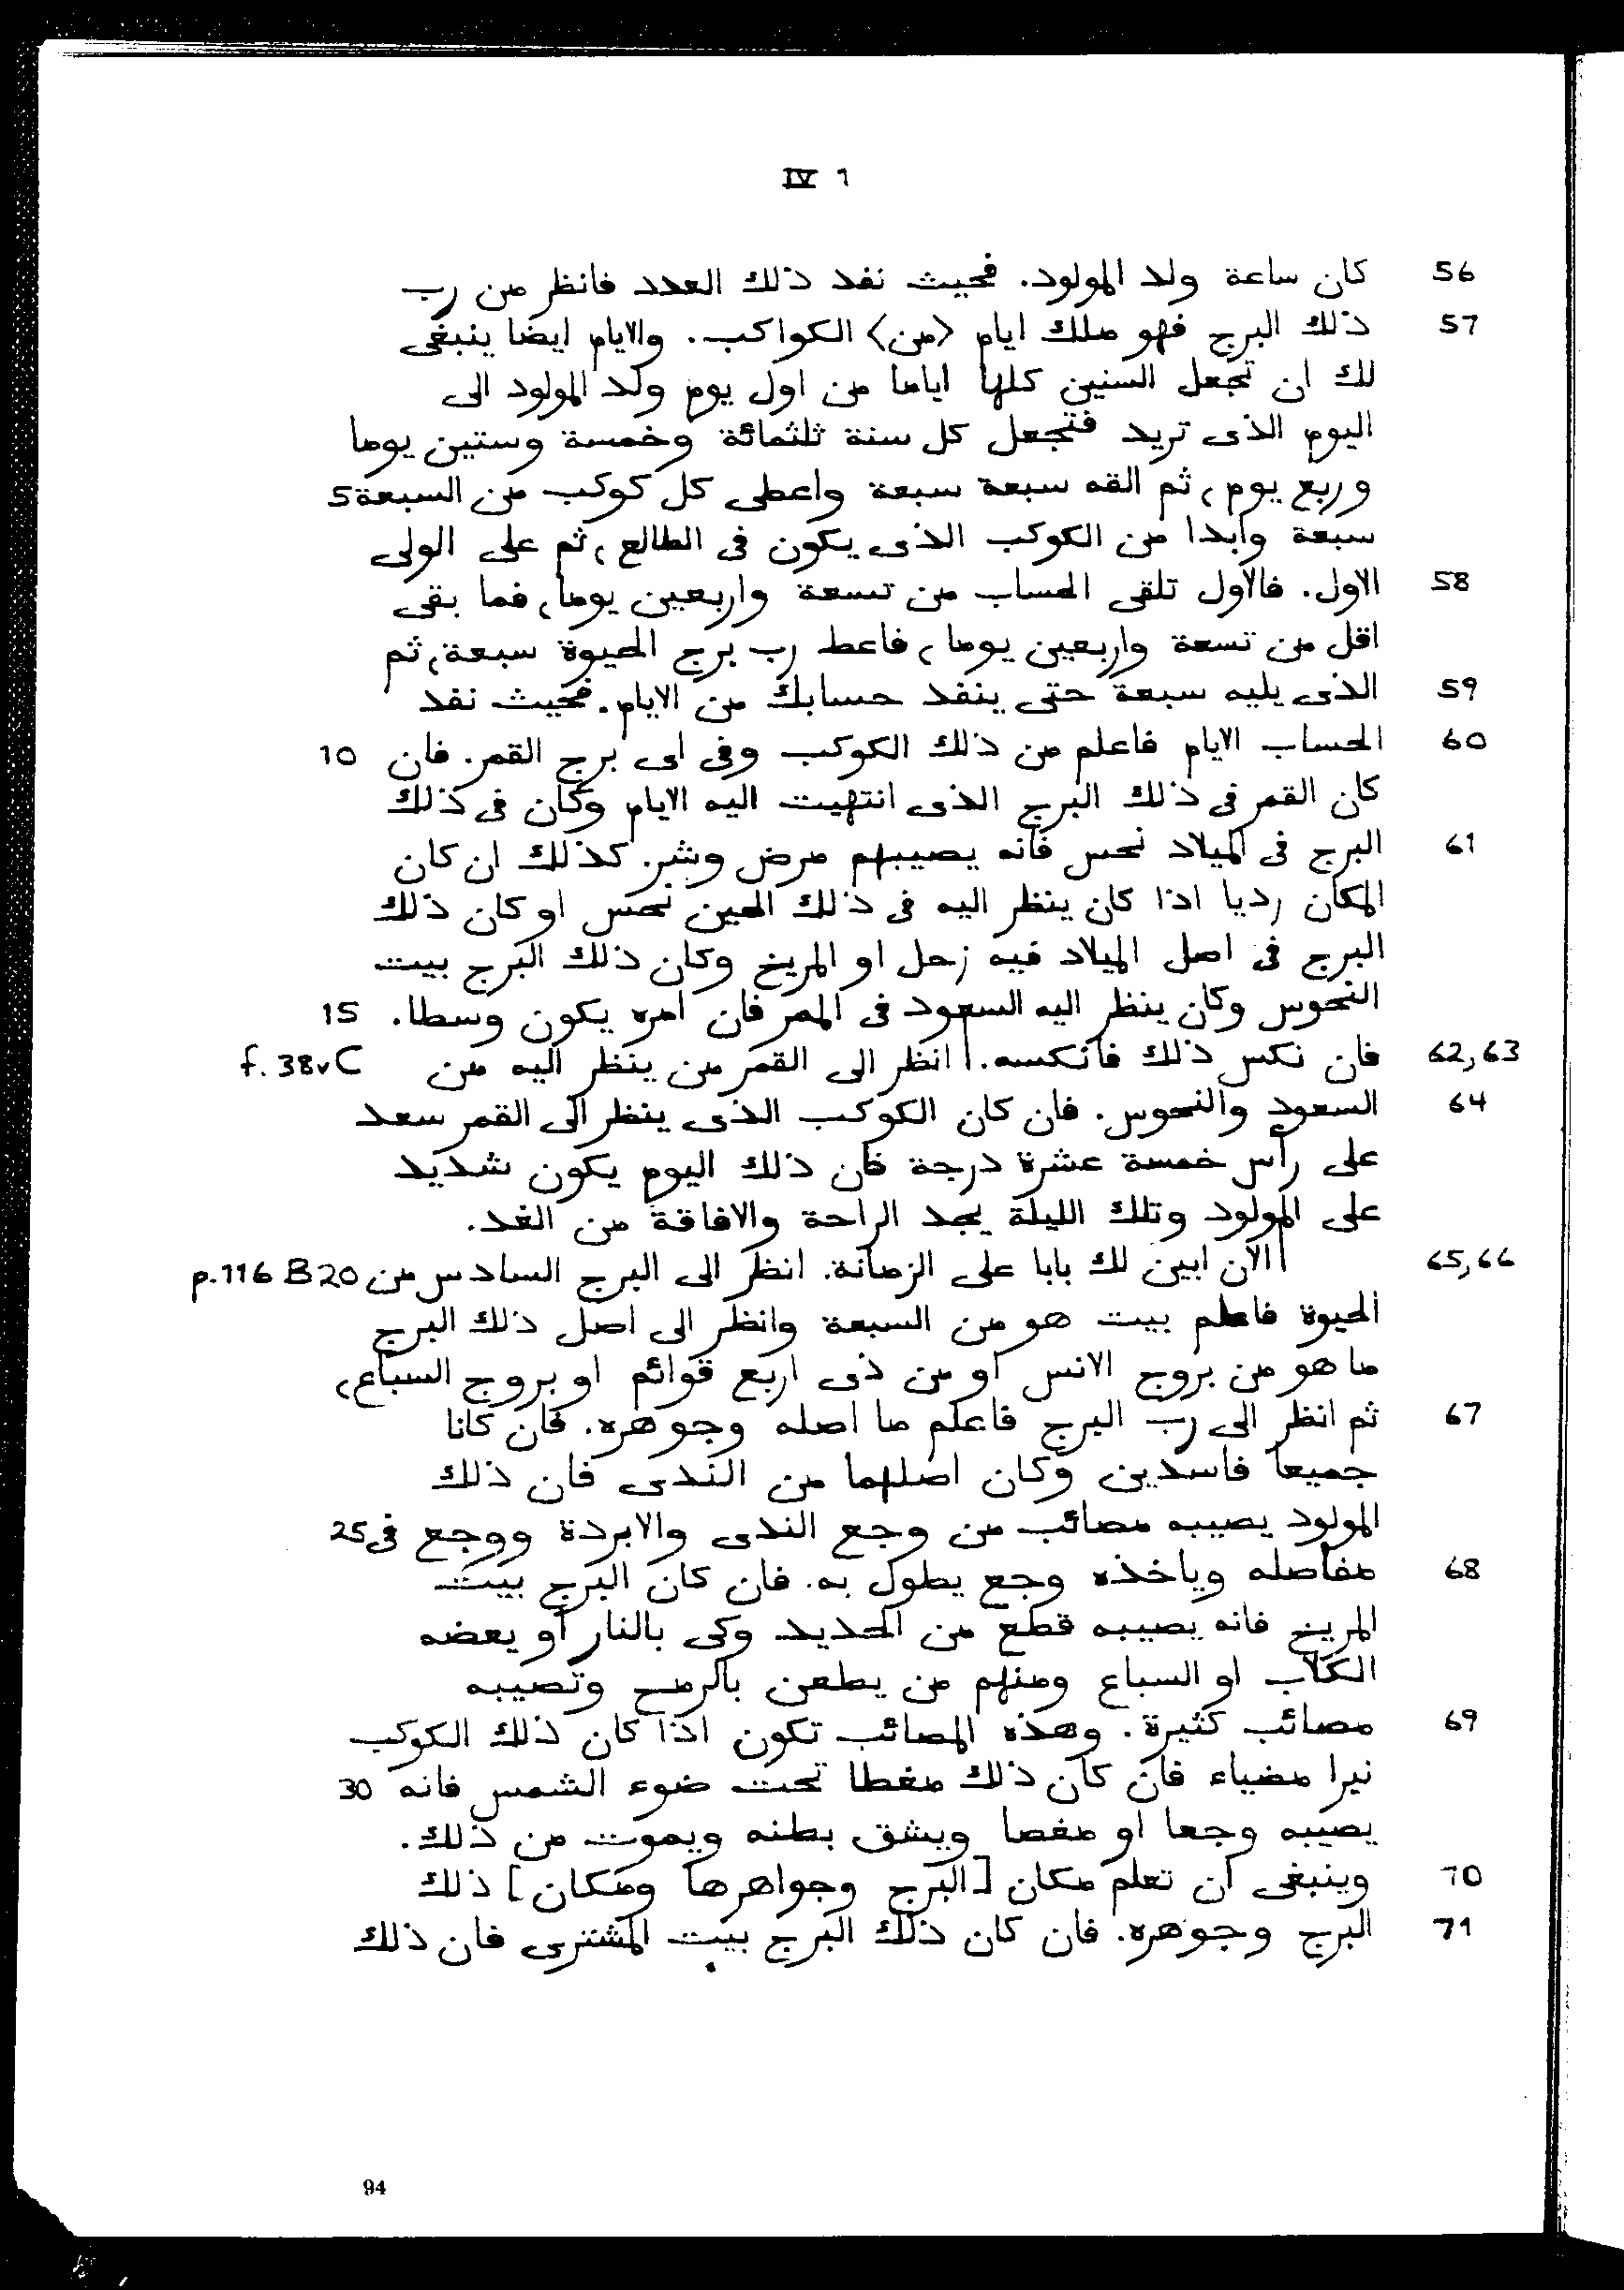 IV 1
56 كان ساعة ولد المولود. فحيث نفد ذلك العدد فانظر من رب
57 ذلك البرج فهو ملك ايام <من> الكواكب. والايام ايضا ينبغى
لك ان تجعل السنين كلها اياما من اول يوم ولد المولود الى
اليوم الذى تريد فتجعل كل سنة ثلثمائة وخمسة وستين يوما
وربع يوم، ثم القه سبعة سبعة واعطى كل كوكب من السبعة 5
سبعة وابدا من الكوكب الذى يكون فى الطالع، ثم على الولى
58 الاول. فالاول تلقى الحساب من تسعة واربعين يوما، فما بقى
اقل من تسعة واربعين يوما، فاعط رب برج الحيوة سبعة، ثم
59 الذى يليه سبعة حتى ينفد حسابك من الايام. فحيث نفد
60 الحساب الايام فاعلم من ذلك الكوكب وفى اى برج القمر. فان 10
كان القمر فى ذلك البرج الذى انتهيت اليه الايام وكان فى ذلك
61 البرج فى الميلاد نحس فانه يصيبهم مرض وشر. كذلك ان كان
المكان رديا اذا كان ينظر اليه فى ذلك الحين نحس او كان ذلك
البرج فى اصل الميلاد فيه زحل او المريخ وكان ذلك البرج بيت
النحوس وكان ينظر اليه السعود فى الممر فان امره يكون وسطا. 15
62,63 فان نكس ذلك فانكسه. | انظر الى القمر من ينظر اليه من f. 38v C
64 السعود والنحوس. فان كان الكوكب الذى ينظر الى القمر سعد
على رأس خمسة عشرة درجة فان ذلك اليوم يكون شديد
على المولود وتلك الليلة يجد الراحة والافاقة من الغد.
65,66 | الآن ابين لك بابا على الزمانة. انظر الى البرج السادس من p.116 B 20
الحيوة فاعلم بيت هو من السبعة وانظر الى اصل ذلك البرج
ما هو من بروج الانس او من ذى اربع قوائم او بروج السباع،
67 ثم انظر الى رب البرج فاعلم ما اصله وجوهره. فان كانا
جميعا فاسدين وكان اصلهما من الندى فان ذلك
المولود يصيبه مصائب من وجع الندى والابردة ووجع فى 25
68 مفاصله وياخذه وجع يطول به. فان كان البرج بيت
المريخ فانه يصيبه قطع من الحديد وكى بالنار او يعضه
الكلاب او السباع ومنهم من يطعن بالرمح وتصيبه
69 مصائب كثيرة. وهذه المصائب تكون اذا كان ذلك الكوكب
نيرا مضياء فان كان ذلك مغطا تحت ضوء الشمس فانه 30
يصيبه وجعا او مغصا ويشق بطنه ويموت من ذلك.
70 وينبغى ان تعلم مكان [البرج وجواهرها ومكان] ذلك
71 البرج وجوهره. فان كان ذلك البرج بيت المشترى فان ذلك
94